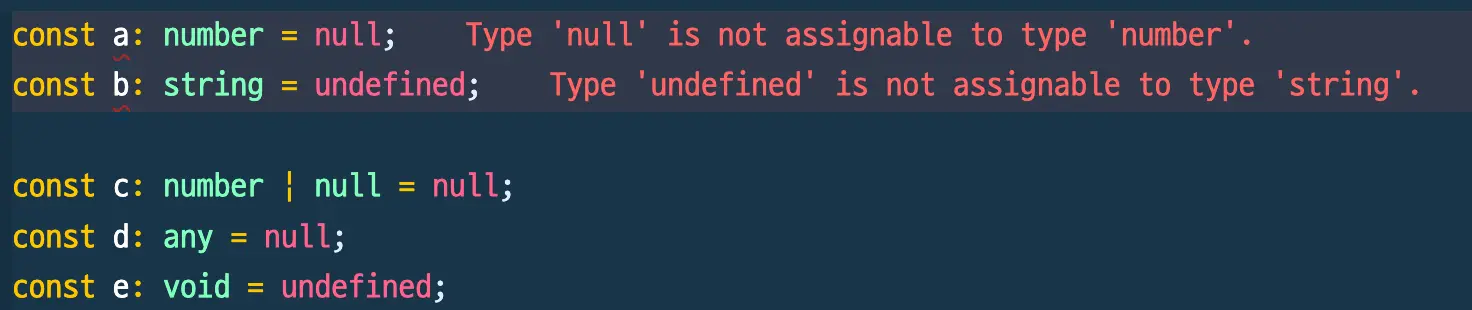 const a: number = null;    Type 'null' is not assignable to type 'number'.
const b: string = undefined;    Type 'undefined' is not assignable to type 'string'.
const c: number | null = null;
const d: any = null;
const e: void = undefined;